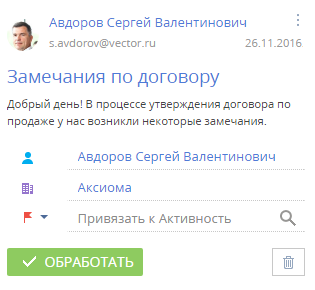 Авдоров Сергей Валентинович
s.avdorov@vector.ru 26.11.2016
Замечания по договору
Добрый день! В процессе утверждения договора по
продаже у нас возникли некоторые замечания.
Авдоров Сергей Валентинович
Аксиома
Привязать к Активность
ОБРАБОТАТЬ